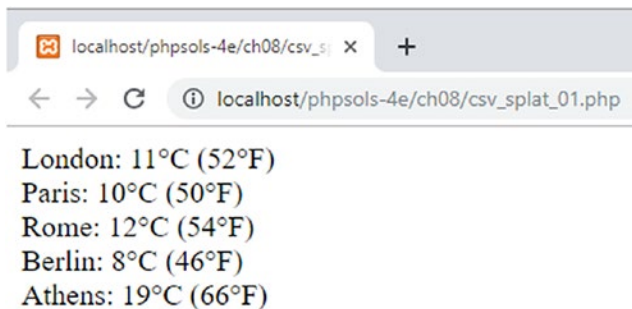 localhost/phpsols-4e/ch08/csv_s
localhost/phpsols-4e/ch08/csv_splat_01.php
London: 11°C (52°F)
Paris: 10°C (50°F)
Rome: 12°C (54°F)
Berlin: 8°C (46°F)
Athens: 19°C (66°F)